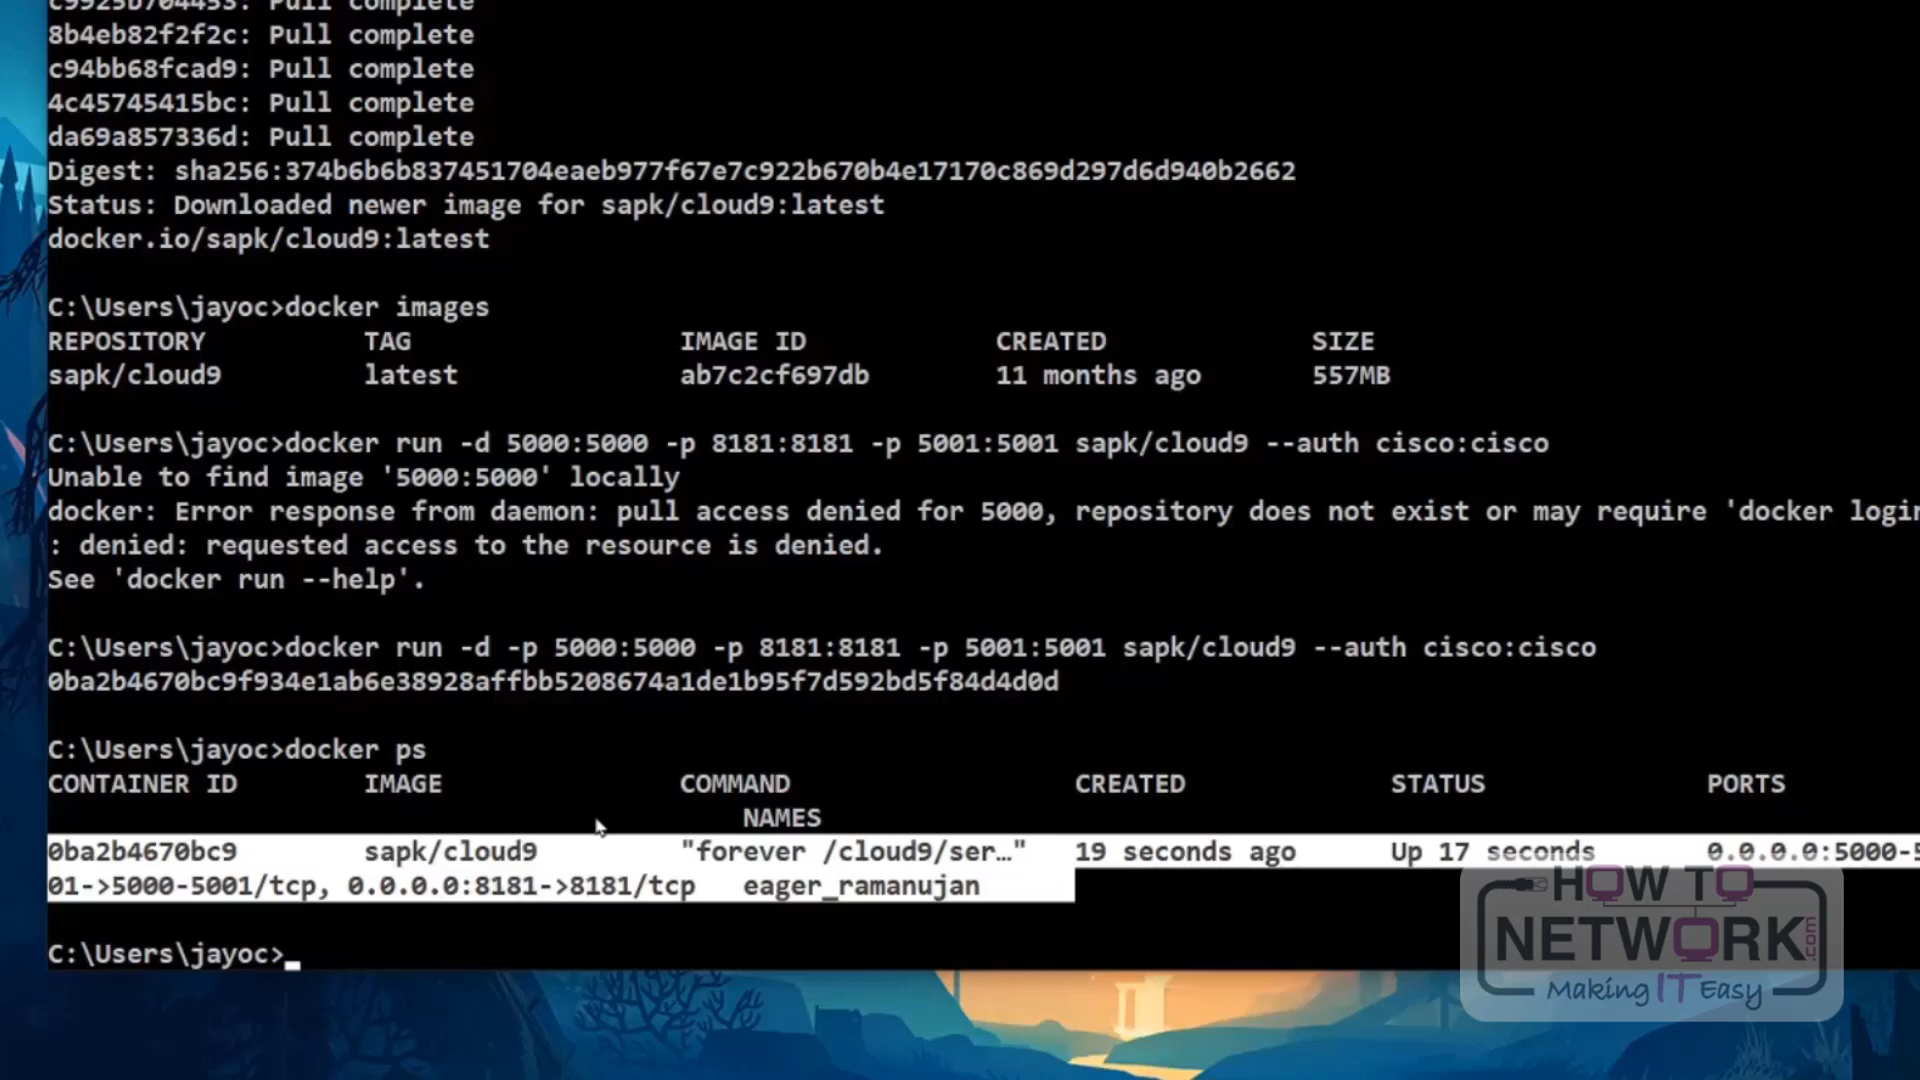 c9925b704453: Pull complete
8b4eb82f2f2c: Pull complete
c94bb68fcad9: Pull complete
4c45745415bc: Pull complete
da69a857336d: Pull complete
Digest: sha256:374b6b6b837451704eaeb977f67e7c922b670b4e17170c869d297d6d940b2662
Status: Downloaded newer image for sapk/cloud9:latest
docker.io/sapk/cloud9:latest
C:\Users\jayoc>docker images
REPOSITORY TAG IMAGE ID CREATED SIZE
sapk/cloud9 latest ab7c2cf697db 11 months ago 557MB
C:\Users\jayoc>docker run -d 5000:5000 -p 8181:8181 -p 5001:5001 sapk/cloud9 --auth cisco:cisco
Unable to find image '5000:5000' locally
docker: Error response from daemon: pull access denied for 5000, repository does not exist or may require 'docker login
: denied: requested access to the resource is denied.
See 'docker run --help'.
C:\Users\jayoc>docker run -d -p 5000:5000 -p 8181:8181 -p 5001:5001 sapk/cloud9 --auth cisco:cisco
0ba2b4670bc9f934e1ab6e38928affbb5208674a1de1b95f7d592bd5f84d4d0d
C:\Users\jayoc>docker ps
CONTAINER ID IMAGE COMMAND CREATED STATUS PORTS
NAMES
0ba2b4670bc9 sapk/cloud9 "forever /cloud9/ser…" 19 seconds ago Up 17 seconds 0.0.0.0:5000-5
01->5000-5001/tcp, 0.0.0.0:8181->8181/tcp eager_ramanujan
C:\Users\jayoc>
HOW TO
NETWORK.com
Making IT Easy